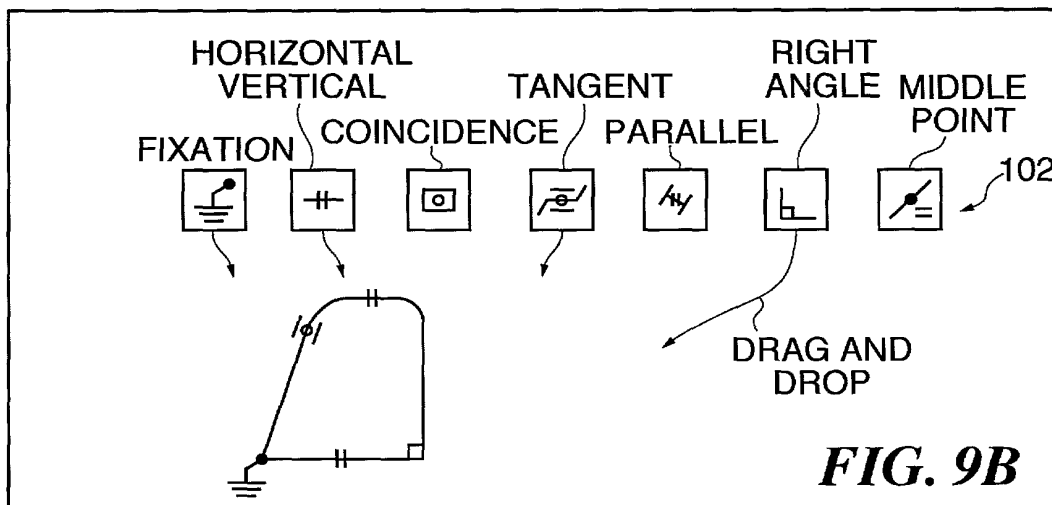 HORIZONTAL
VERTICAL
RIGHT
ANGLE
TANGENT
MIDDLE
POINT
COINCIDENCE
PARALLEL
FIXATION
102
DRAG AND
DROP
FIG. 9B